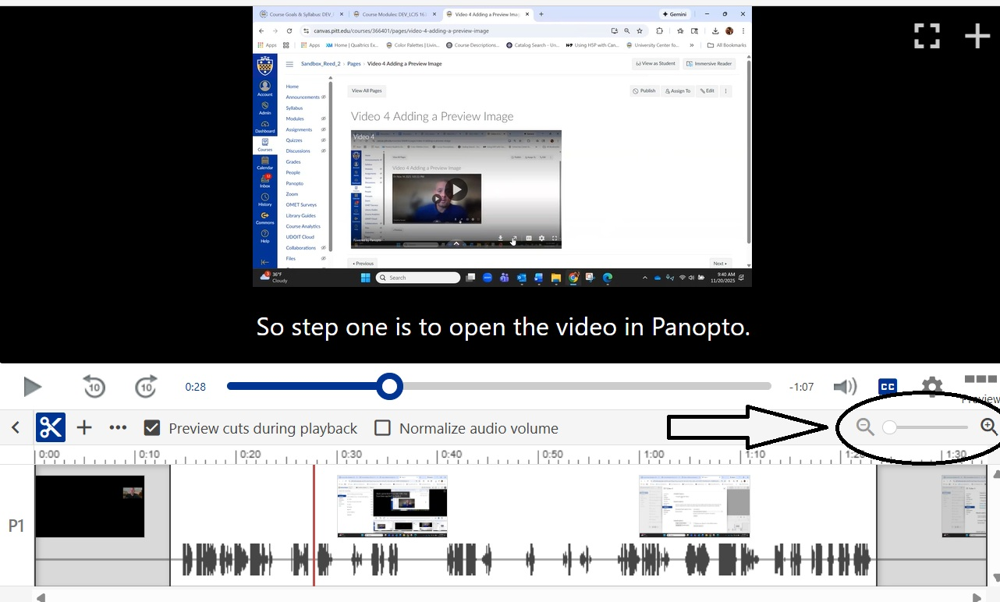 Course Goals & Syllabus: DEV_
Course Modules: DEV_LCJS 16
Video 4 Adding a Preview Imag
Gemini
canvas.pitt.edu/courses/366401/pages/video-4-adding-a-preview-image
Apps
Apps
Home | Qualtrics Ex...
Color Palettes | Livin...
Course Descriptions...
Catalog Search - Un...
Using H5P with Can...
University Center fo...
»
All Bookmarks
Sandbox_Reed_2 › Pages › Video 4 Adding a Preview Image
View as Student
Immersive Reader
Account
Admin
Dashboard
Courses
Calendar
Inbox
History
Commons
Help
Home
Announcements
Syllabus
Modules
Assignments
Quizzes
Discussions
Grades
People
Panopto
Zoom
OMET Surveys
Library Guides
Course Analytics
UDOIT Cloud
Collaborations
Files
View All Pages
Publish
Assign To
Edit
Video 4 Adding a Preview Image
Video 4
Video 4 Adding a Preview Image
Powered by Panopto
Previous
Next
36°F
Cloudy
Search
9:40 AM
11/20/2025
So step one is to open the video in Panopto.
10
10
0:28
-1:07
CC
Preview
Preview cuts during playback
Normalize audio volume
0:00 0:10 0:20 0:30 0:40 0:50 1:00 1:10 1:2 1:30
P1